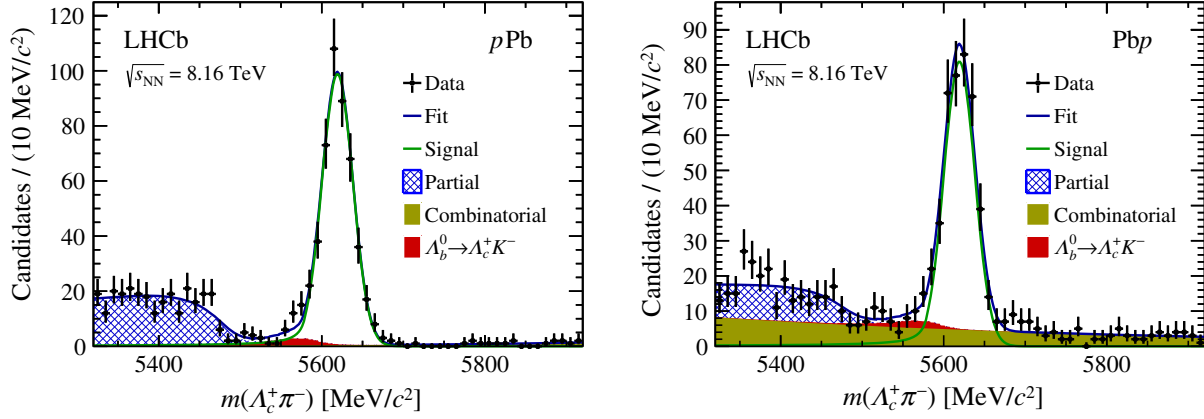 LHCb
pPb
√s_NN = 8.16 TeV
Data
Fit
Signal
Partial
Combinatorial
Λ_b^0→Λ_c^+K^−
Candidates / (10 MeV/c^2)
120
100
80
60
40
20
0
5400
5600
5800
m(Λ_c^+π^−) [MeV/c^2]
LHCb
Pbp
√s_NN = 8.16 TeV
Data
Fit
Signal
Partial
Combinatorial
Λ_b^0→Λ_c^+K^−
Candidates / (10 MeV/c^2)
90
80
70
60
50
40
30
20
10
0
5400
5600
5800
m(Λ_c^+π^−) [MeV/c^2]